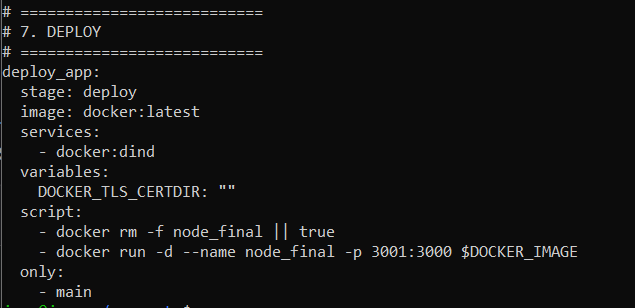 # ===========================
# 7. DEPLOY
# ===========================
deploy_app:
  stage: deploy
  image: docker:latest
  services:
    - docker:dind
  variables:
    DOCKER_TLS_CERTDIR: ""
  script:
    - docker rm -f node_final || true
    - docker run -d --name node_final -p 3001:3000 $DOCKER_IMAGE
  only:
    - main